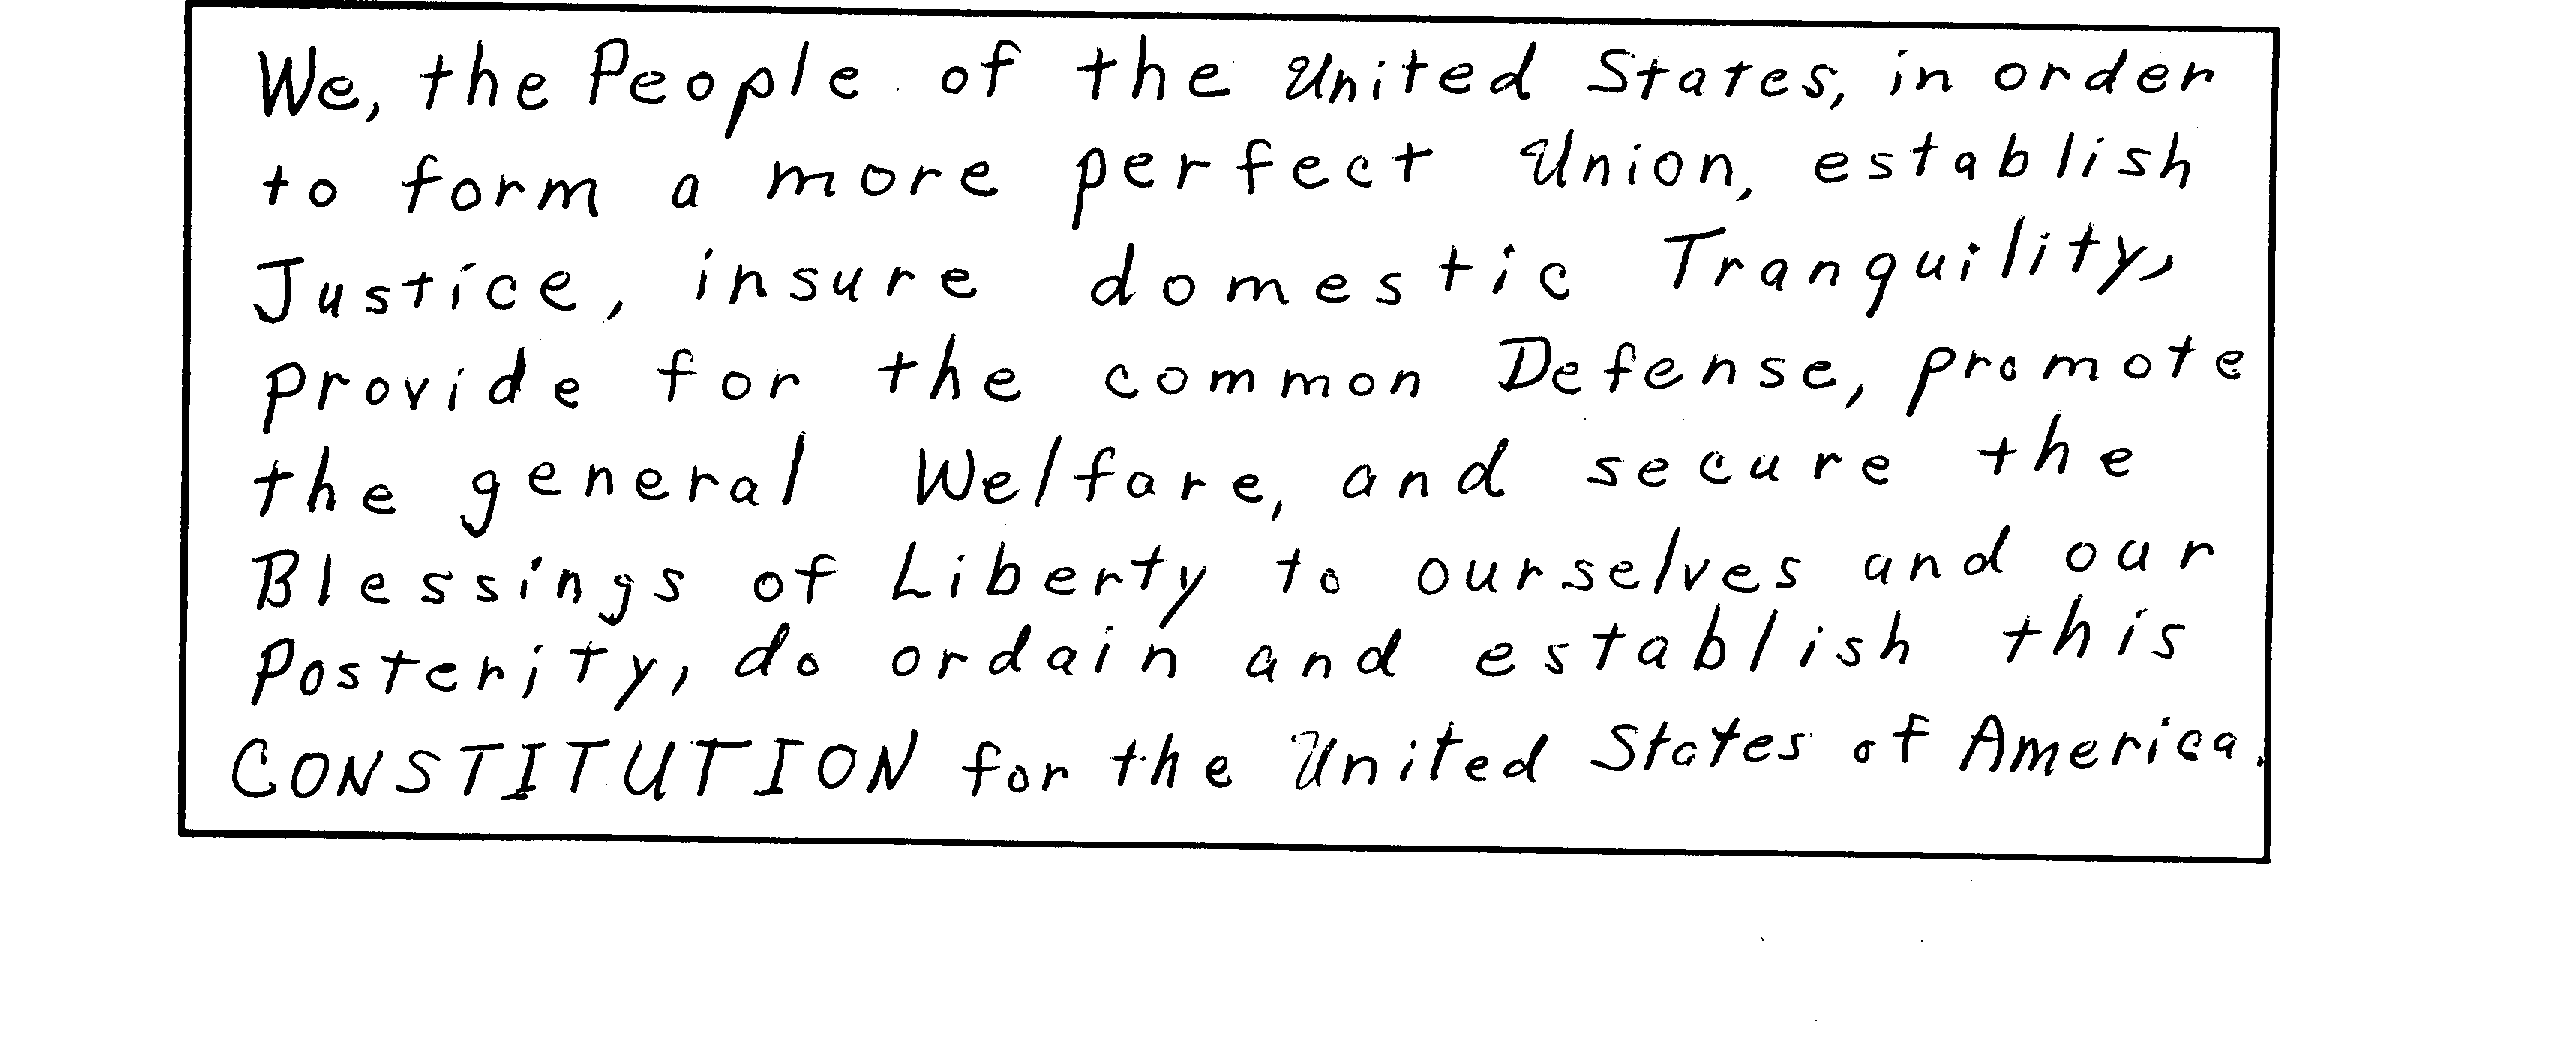 We, the People of the United States, in order
to form a more perfect Union, establish
Justice, insure domestic Tranquility,
provide for the common Defense, promote
the general Welfare, and secure the
Blessings of Liberty to ourselves and our
Posterity, do ordain and establish this
CONSTITUTION for the United States of America.